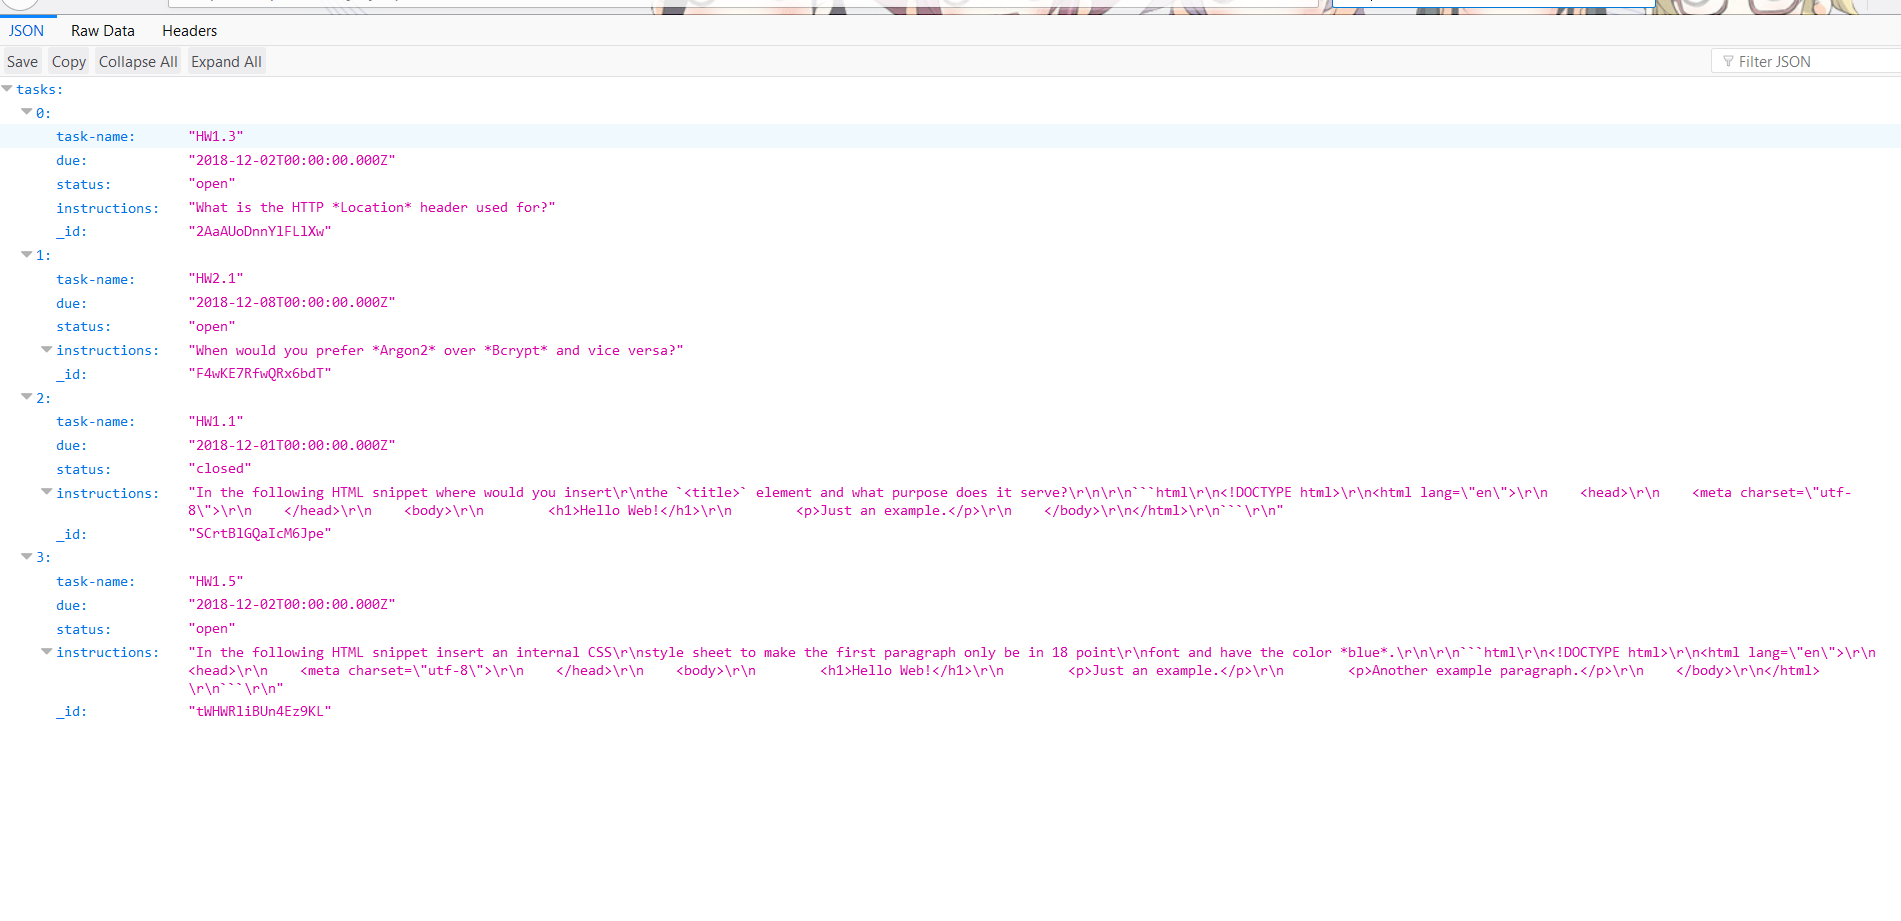 JSON Raw Data Headers
Save Copy Collapse All Expand All Filter JSON
tasks:
0:
task-name: "HW1.3"
due: "2018-12-02T00:00:00.000Z"
status: "open"
instructions: "What is the HTTP *Location* header used for?"
_id: "2AaAUoDnnYlFLlXw"
1:
task-name: "HW2.1"
due: "2018-12-08T00:00:00.000Z"
status: "open"
instructions: "When would you prefer *Argon2* over *Bcrypt* and vice versa?"
_id: "F4wKE7RfwQRx6bdT"
2:
task-name: "HW1.1"
due: "2018-12-01T00:00:00.000Z"
status: "closed"
instructions: "In the following HTML snippet where would you insert\r\nthe `<title>` element and what purpose does it serve?\r\n\r\n```html\r\n<!DOCTYPE html>\r\n<html lang=\"en\">\r\n    <head>\r\n    <meta charset=\"utf-
8\">\r\n    </head>\r\n    <body>\r\n        <h1>Hello Web!</h1>\r\n        <p>Just an example.</p>\r\n    </body>\r\n</html>\r\n```\r\n"
_id: "SCrtBlGQaIcM6Jpe"
3:
task-name: "HW1.5"
due: "2018-12-02T00:00:00.000Z"
status: "open"
instructions: "In the following HTML snippet insert an internal CSS\r\nstyle sheet to make the first paragraph only be in 18 point\r\nfont and have the color *blue*.\r\n\r\n```html\r\n<!DOCTYPE html>\r\n<html lang=\"en\">\r\n
<head>\r\n    <meta charset=\"utf-8\">\r\n    </head>\r\n    <body>\r\n        <h1>Hello Web!</h1>\r\n        <p>Just an example.</p>\r\n        <p>Another example paragraph.</p>\r\n    </body>\r\n</html>
\r\n```\r\n"
_id: "tWHWRliBUn4Ez9KL"